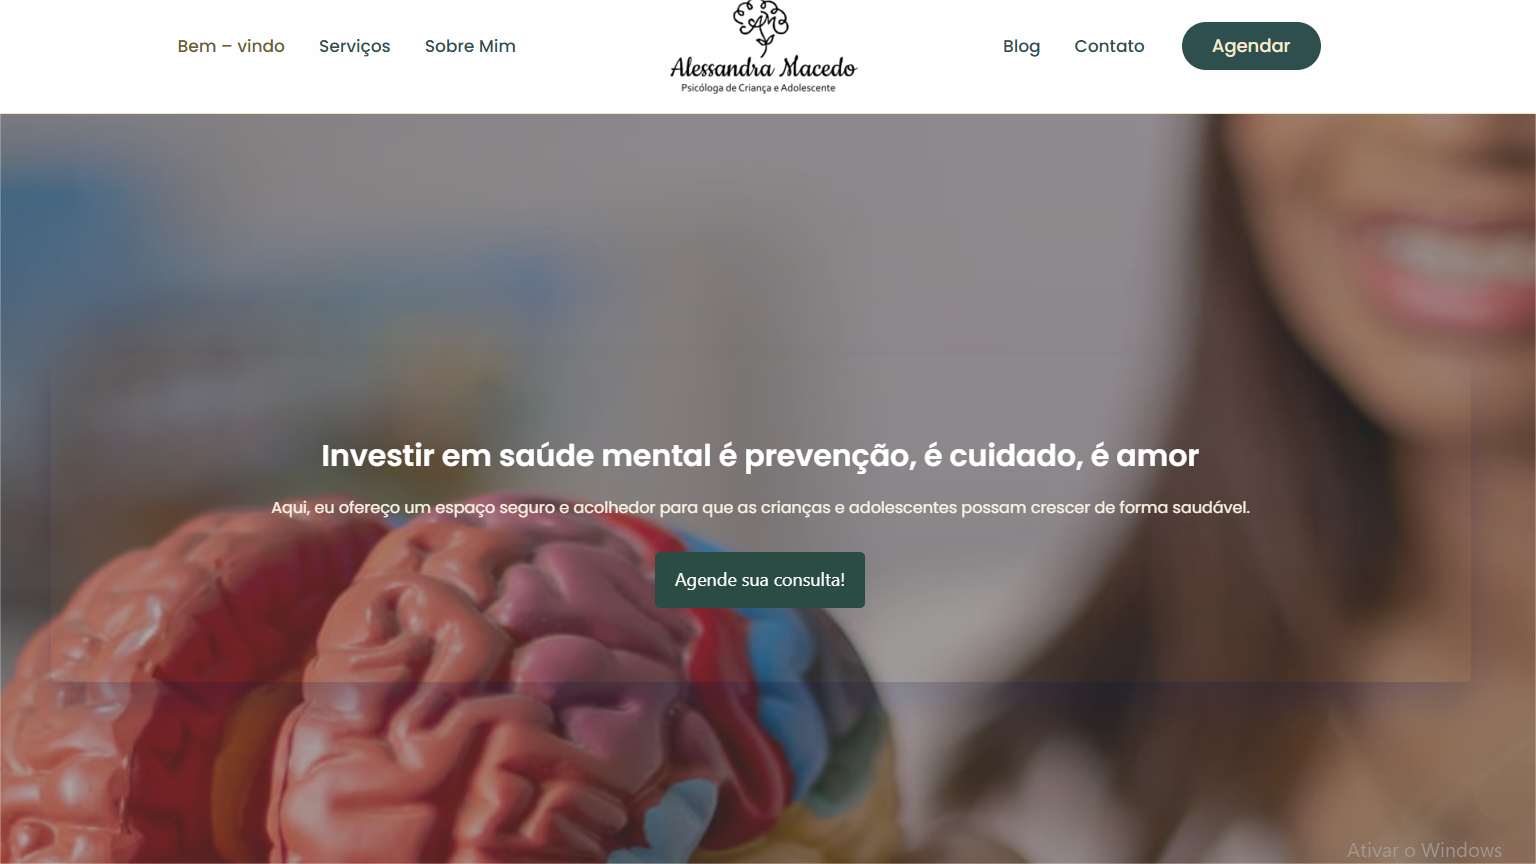 Bem – vindo
Serviços
Sobre Mim
AM
Alessandra Macedo
Psicóloga de Criança e Adolescente
Blog
Contato
Agendar
Investir em saúde mental é prevenção, é cuidado, é amor
Aqui, eu ofereço um espaço seguro e acolhedor para que as crianças e adolescentes possam crescer de forma saudável.
Agende sua consulta!
Ativar o Windows